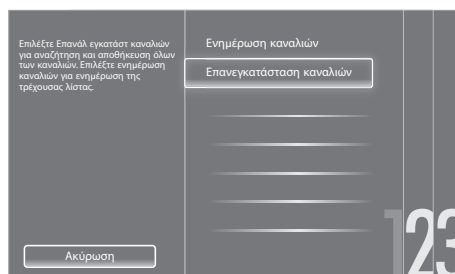 Επιλέξτε Επανάλ εγκατάστ καναλιών
για αναζήτηση και αποθήκευση όλων
των καναλιών. Επιλέξτε ενημέρωση
καναλιών για ενημέρωση της
τρέχουσας λίστας.
Ενημέρωση καναλιών
Επανεγκατάσταση καναλιών
Ακύρωση
123